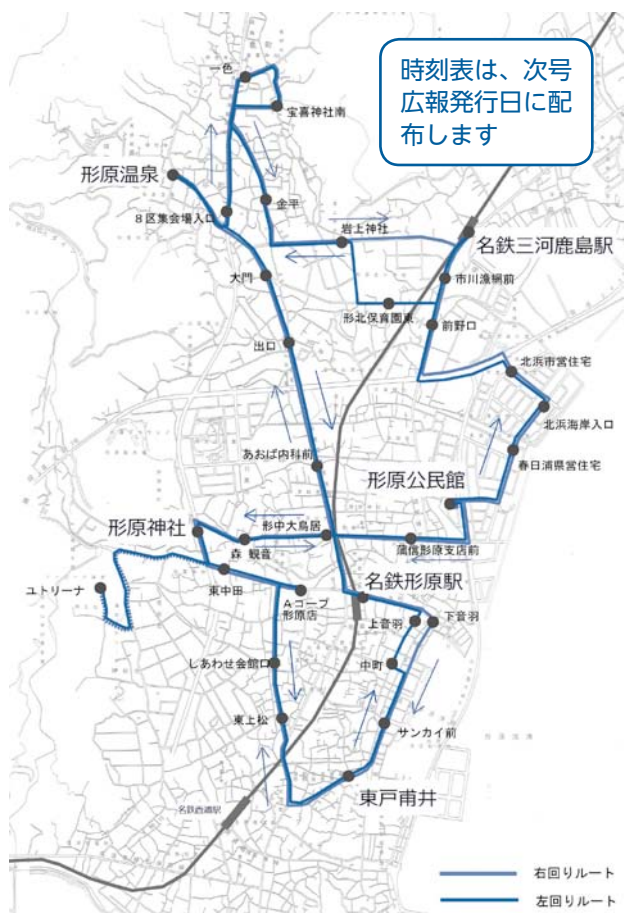 時刻表は、次号
広報発行日に配
布します
一色
宝喜神社南
形原温泉
金平
8区集会場入口
岩上神社
名鉄三河鹿島駅
大門
市川漁網前
形北保育園東
前野口
出口
北浜市営住宅
北浜海岸入口
あおば内科前
春日浦県営住宅
形原公民館
形原神社
形中大鳥居
森 観音
蒲信形原支店前
東中田
名鉄形原駅
ユトリーナ
Aコープ
形原店
上音羽
下音羽
しあわせ会館口
中町
東上松
サンカイ前
東戸甫井
名鉄西浦駅
右回りルート
左回りルート